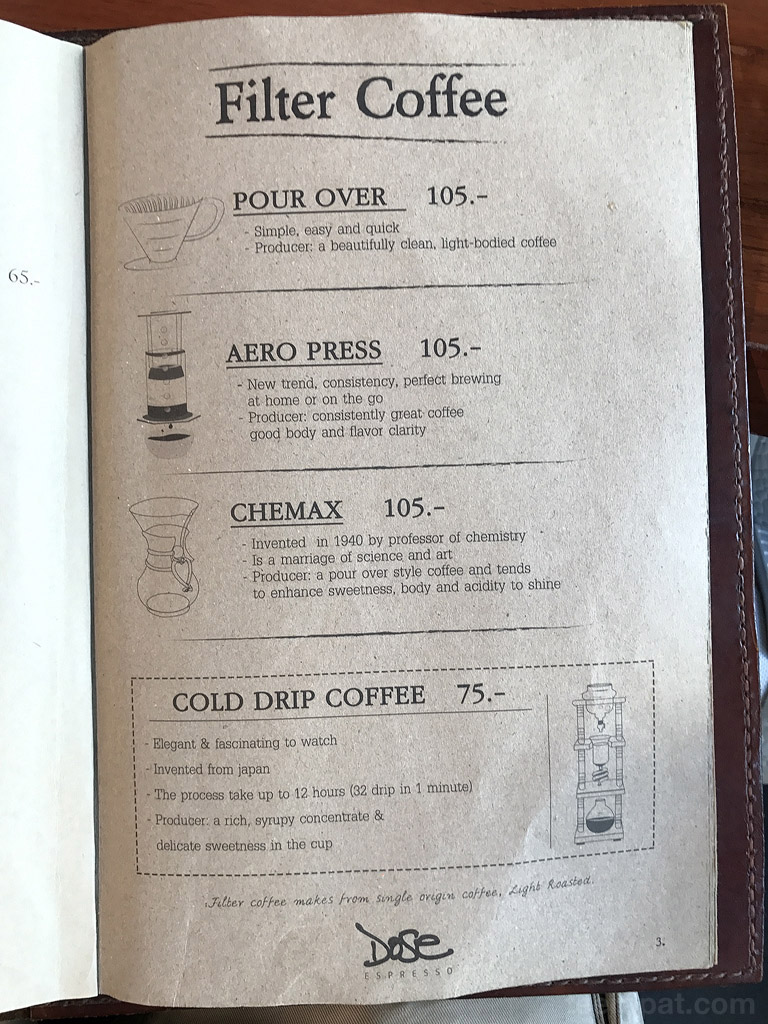 65.-
Filter Coffee
POUR OVER 105.-
- Simple, easy and quick
- Producer: a beautifully clean, light-bodied coffee
AERO PRESS 105.-
- New trend, consistency, perfect brewing
at home or on the go
- Producer: consistently great coffee
good body and flavor clarity
CHEMAX 105.-
- Invented in 1940 by professor of chemistry
- Is a marriage of science and art
- Producer: a pour over style coffee and tends
to enhance sweetness, body and acidity to shine
COLD DRIP COFFEE 75.-
- Elegant & fascinating to watch
- Invented from japan
- The process take up to 12 hours (32 drip in 1 minute)
- Producer: a rich, syrupy concentrate &
delicate sweetness in the cup
Filter coffee makes from single origin coffee, Light Roasted.
Dose
ESPRESSO
3.